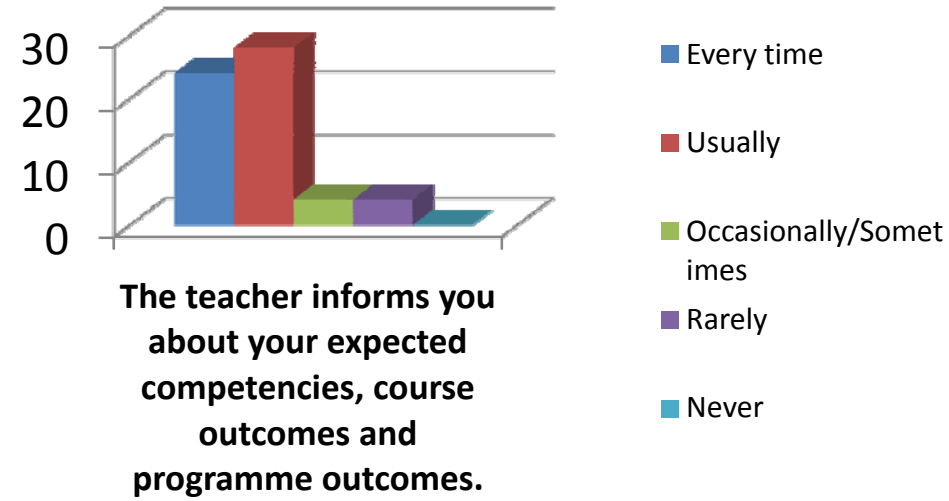 30
20
10
0
The teacher informs you
about your expected
competencies, course
outcomes and
programme outcomes.
Every time
Usually
Occasionally/Somet
imes
Rarely
Never